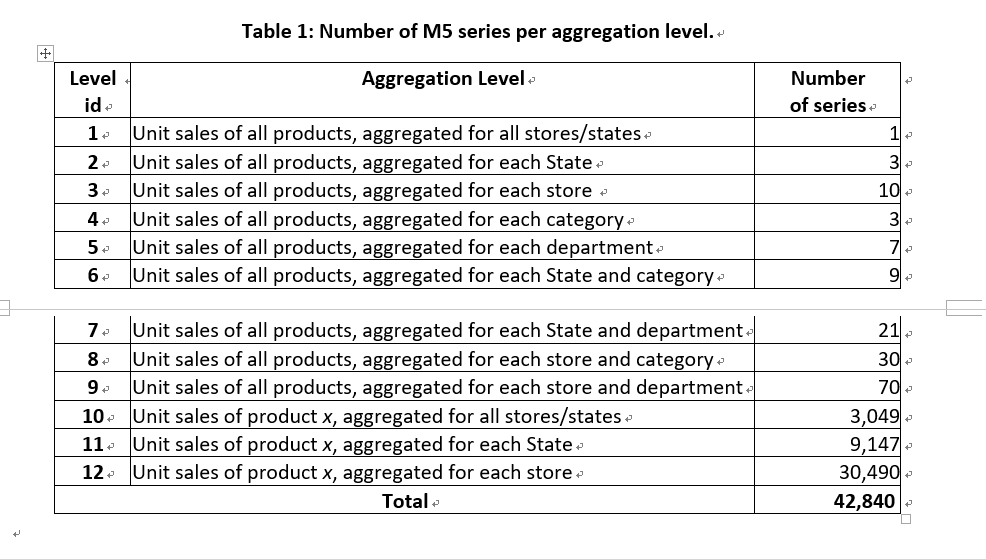 Table 1: Number of M5 series per aggregation level.
Level id Aggregation Level Number of series
1 Unit sales of all products, aggregated for all stores/states 1
2 Unit sales of all products, aggregated for each State 3
3 Unit sales of all products, aggregated for each store 10
4 Unit sales of all products, aggregated for each category 3
5 Unit sales of all products, aggregated for each department 7
6 Unit sales of all products, aggregated for each State and category 9
7 Unit sales of all products, aggregated for each State and department 21
8 Unit sales of all products, aggregated for each store and category 30
9 Unit sales of all products, aggregated for each store and department 70
10 Unit sales of product x, aggregated for all stores/states 3,049
11 Unit sales of product x, aggregated for each State 9,147
12 Unit sales of product x, aggregated for each store 30,490
Total 42,840